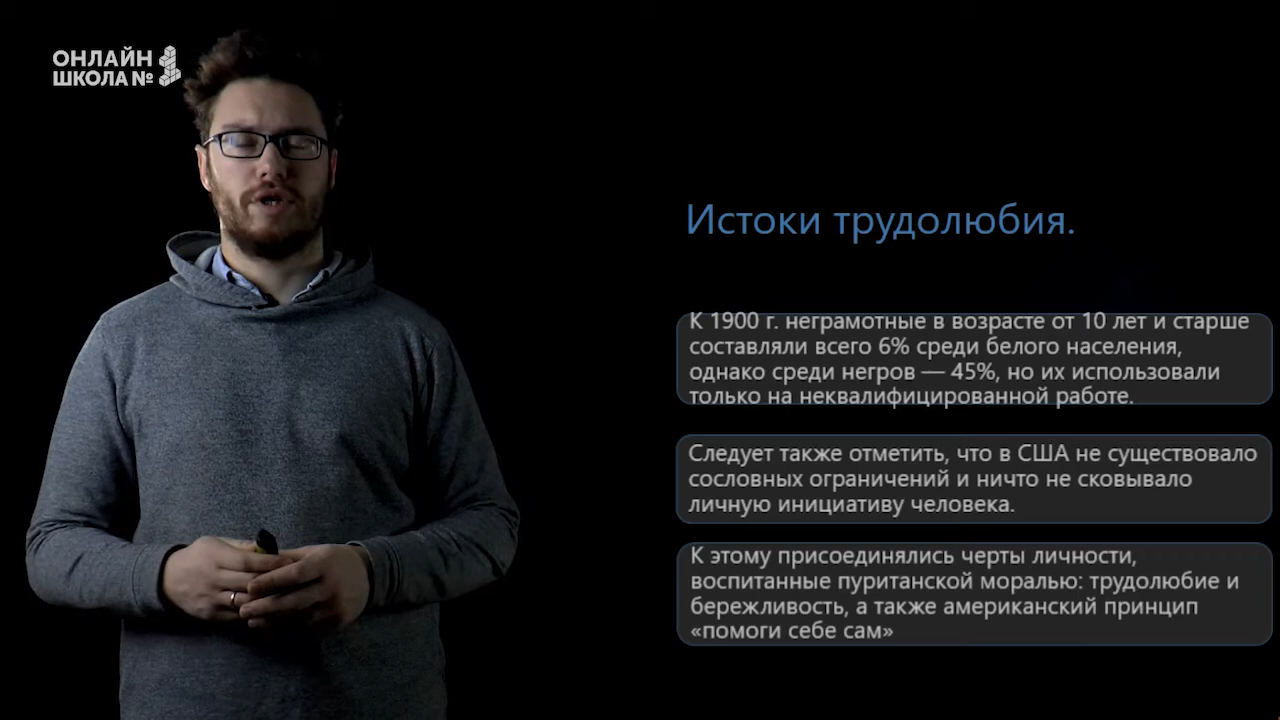 ОНЛАЙН
ШКОЛА №1
Истоки трудолюбия.
К 1900 г. неграмотные в возрасте от 10 лет и старше
составляли всего 6% среди белого населения,
однако среди негров — 45%, но их использовали
только на неквалифицированной работе.
Следует также отметить, что в США не существовало
сословных ограничений и ничто не сковывало
личную инициативу человека.
К этому присоединялись черты личности,
воспитанные пуританской моралью: трудолюбие и
бережливость, а также американский принцип
«помоги себе сам»